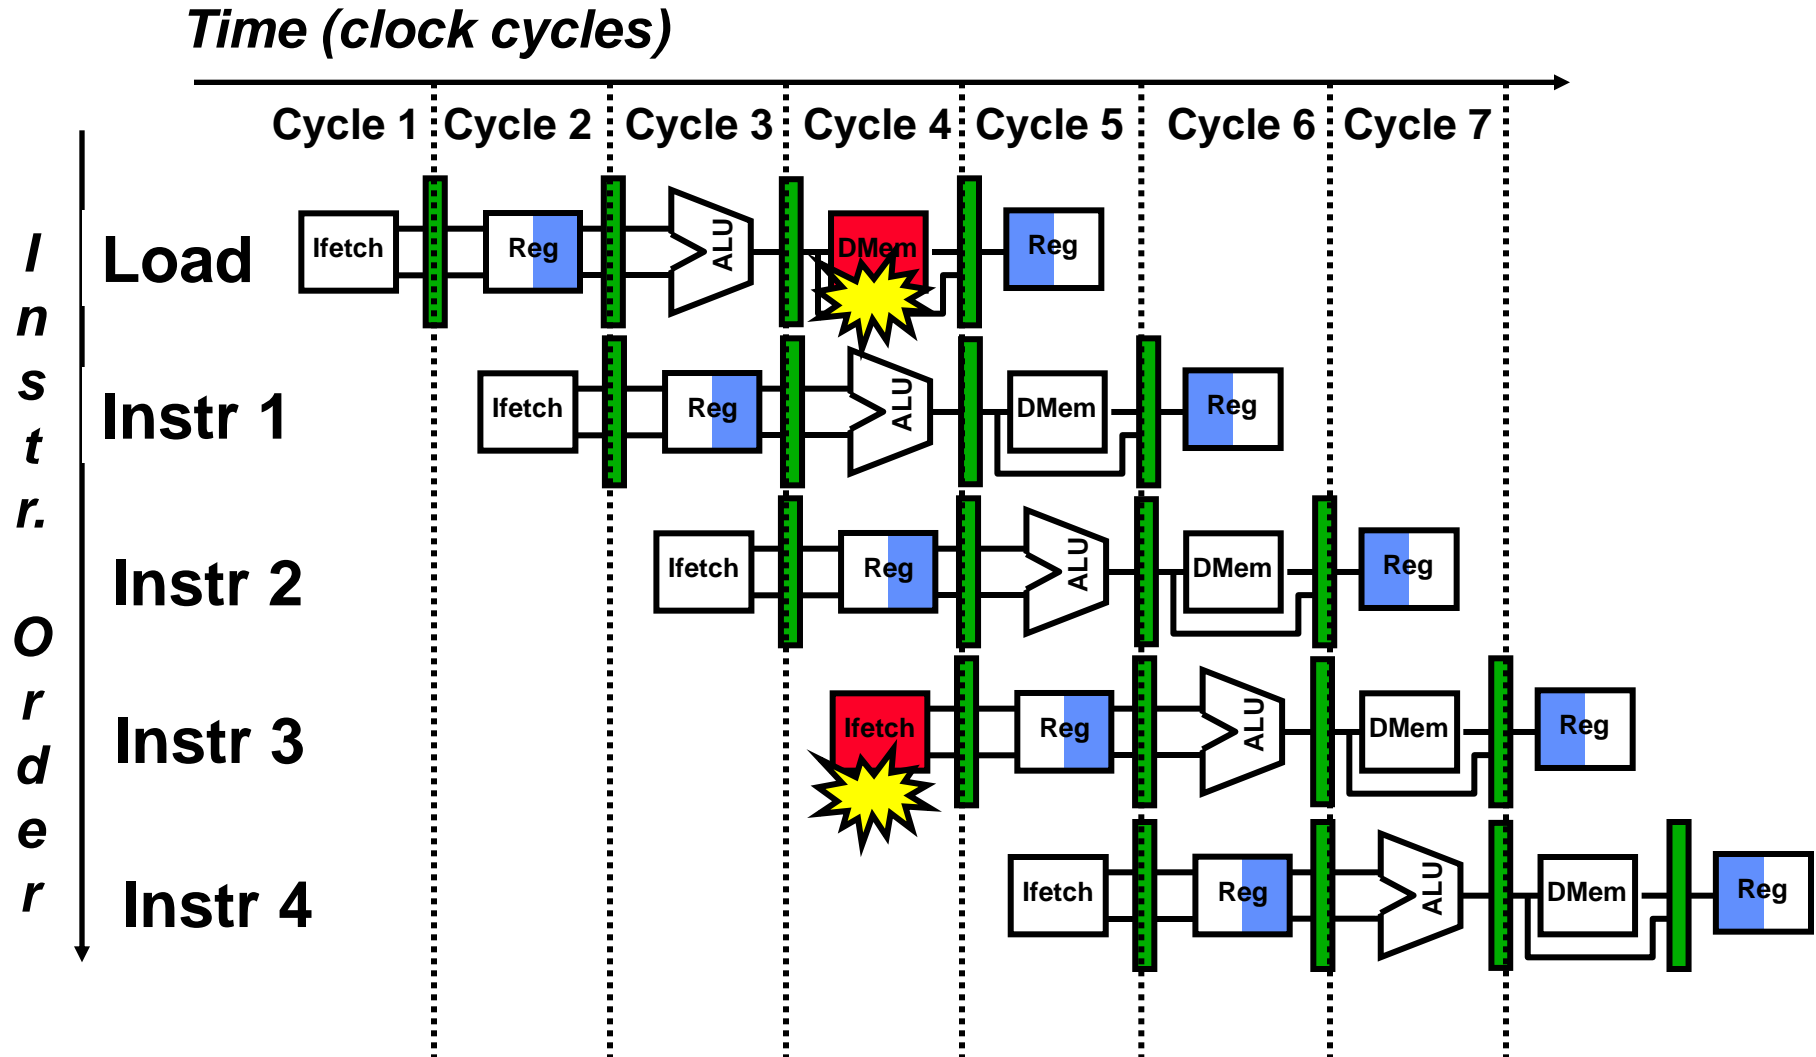 Time (clock cycles)
Cycle 1 Cycle 2 Cycle 3 Cycle 4 Cycle 5 Cycle 6 Cycle 7
Instr. Order
Load
Ifetch Reg ALU DMem Reg
Instr 1
Ifetch Reg ALU DMem Reg
Instr 2
Ifetch Reg ALU DMem Reg
Instr 3
Ifetch Reg ALU DMem Reg
Instr 4
Ifetch Reg ALU DMem Reg